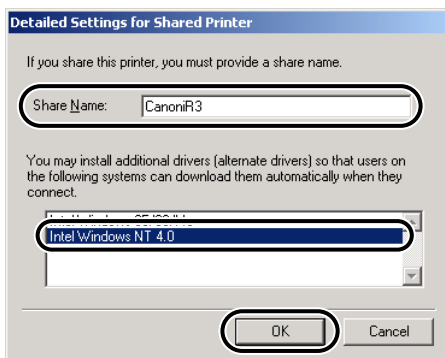 Detailed Settings for Shared Printer
If you share this printer, you must provide a share name.
Share Name: CanoniR3
You may install additional drivers (alternate drivers) so that users on
the following systems can download them automatically when they
connect.
Intel Windows NT 4.0
OK Cancel